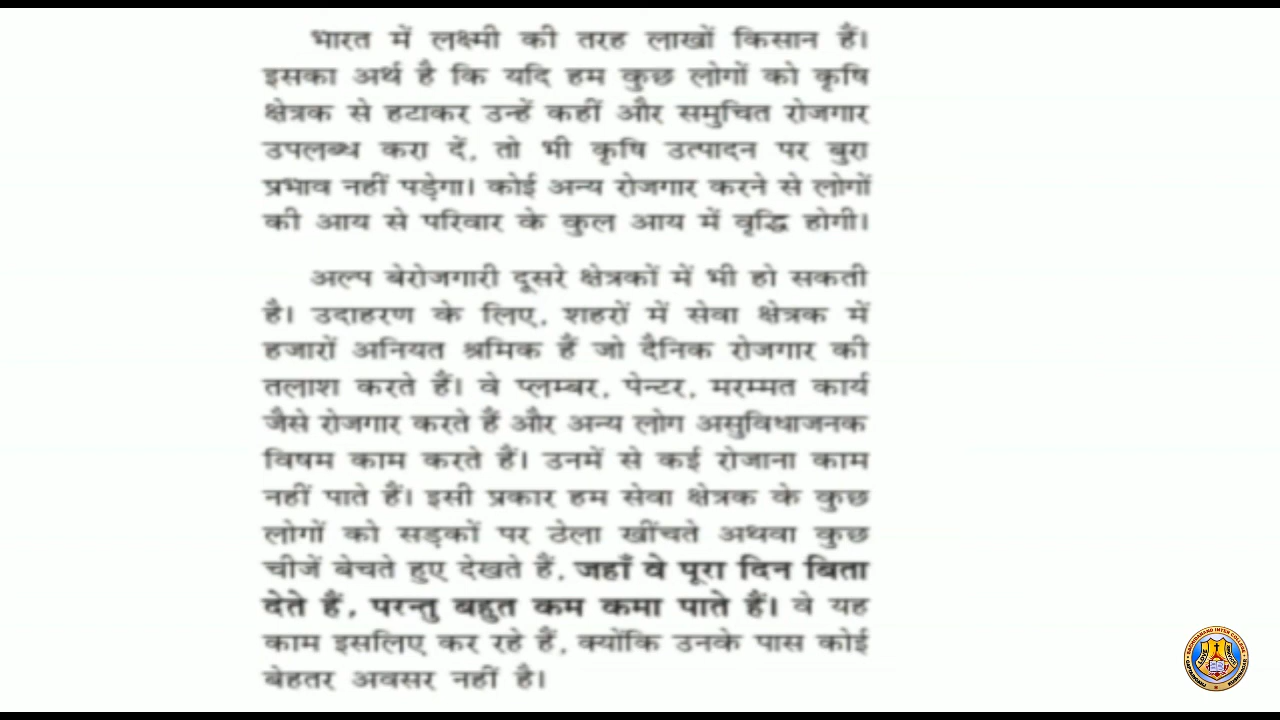 भारत में लक्ष्मी की तरह लाखों किसान हैं।
इसका अर्थ है कि यदि हम कुछ लोगों को कृषि
क्षेत्रक से हटाकर उन्हें कहीं और समुचित रोजगार
उपलब्ध करा दें, तो भी कृषि उत्पादन पर बुरा
प्रभाव नहीं पड़ेगा। कोई अन्य रोजगार करने से लोगों
की आय से परिवार के कुल आय में वृद्धि होगी।
अल्प बेरोजगारी दूसरे क्षेत्रकों में भी हो सकती
है। उदाहरण के लिए, शहरों में सेवा क्षेत्रक में
हजारों अनियत श्रमिक हैं जो दैनिक रोजगार की
तलाश करते हैं। वे प्लम्बर, पेन्टर, मरम्मत कार्य
जैसे रोजगार करते हैं और अन्य लोग असुविधाजनक
विषम काम करते हैं। उनमें से कई रोजाना काम
नहीं पाते हैं। इसी प्रकार हम सेवा क्षेत्रक के कुछ
लोगों को सड़कों पर ठेला खींचते अथवा कुछ
चीजें बेचते हुए देखते हैं, जहाँ वे पूरा दिन बिता
देते हैं, परन्तु बहुत कम कमा पाते हैं। वे यह
काम इसलिए कर रहे हैं, क्योंकि उनके पास कोई
बेहतर अवसर नहीं है।